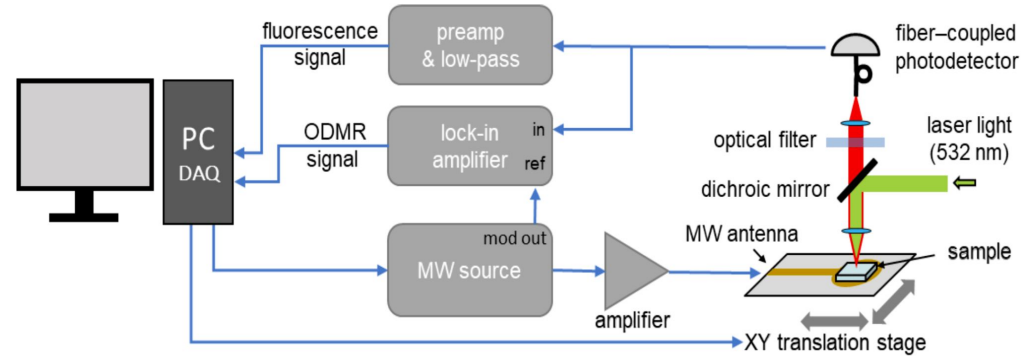 fluorescence
signal
preamp
& low-pass
fiber–coupled
photodetector
PC
DAQ
ODMR
signal
lock-in
amplifier
in
ref
optical filter
laser light
(532 nm)
dichroic mirror
mod out
MW source
MW antenna
sample
amplifier
XY translation stage